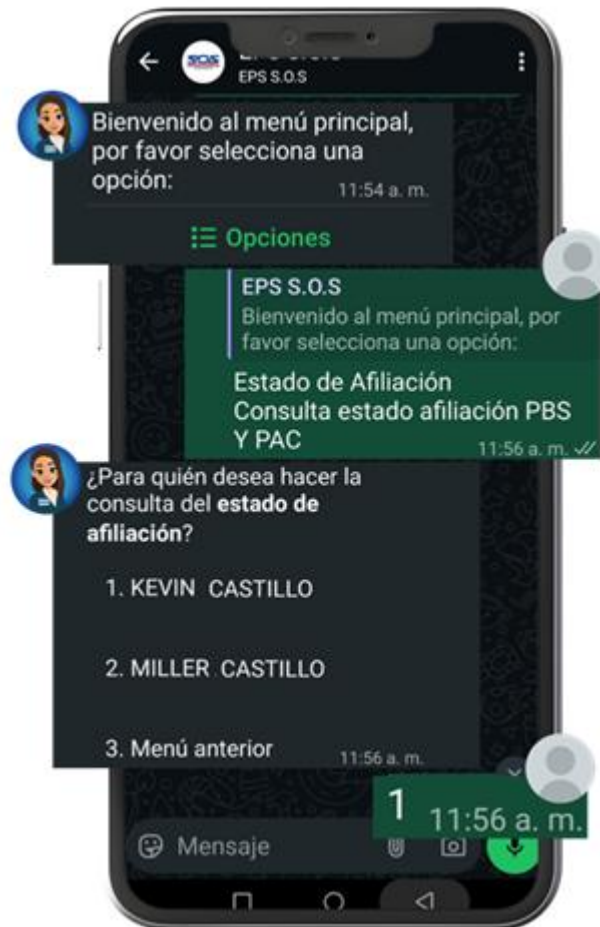 SOS
EPS S.O.S
Bienvenido al menú principal,
por favor selecciona una
opción:
11:54 a. m.
Opciones
EPS S.O.S
Bienvenido al menú principal, por
favor selecciona una opción:
Estado de Afiliación
Consulta estado afiliación PBS
Y PAC
11:56 a. m.
¿Para quién desea hacer la
consulta del estado de
afiliación?
1. KEVIN CASTILLO
2. MILLER CASTILLO
3. Menú anterior
11:56 a. m.
1 11:56 a. m.
Mensaje